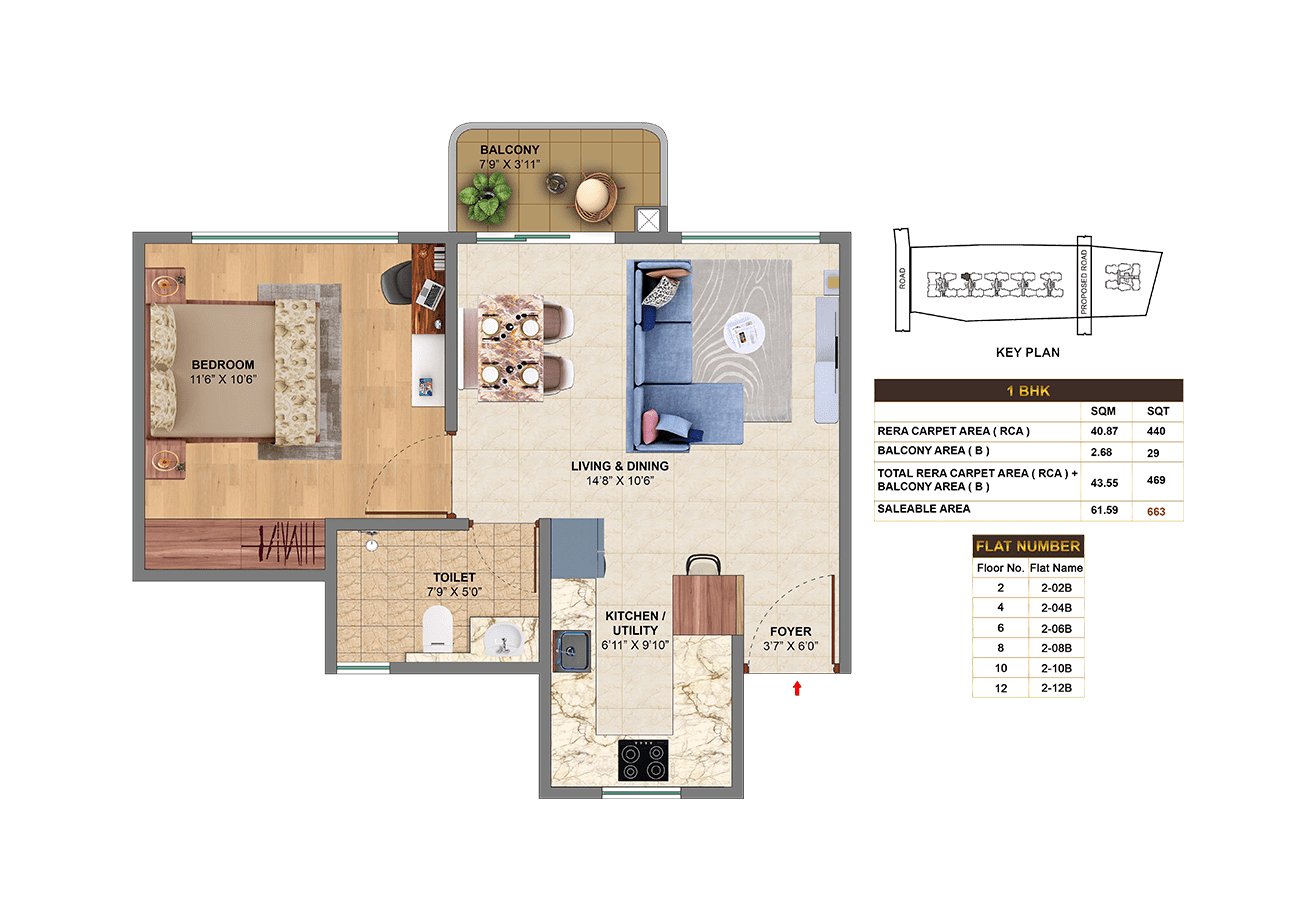 BALCONY
7'9" X 3'11"
BEDROOM
11'6" X 10'6"
LIVING & DINING
14'8" X 10'6"
TOILET
7'9" X 5'0"
KITCHEN /
UTILITY
6'11" X 9'10"
FOYER
3'7" X 6'0"
ROAD
PROPOSED ROAD
KEY PLAN
1 BHK
SQM SQT
RERA CARPET AREA ( RCA ) 40.87 440
BALCONY AREA ( B ) 2.68 29
TOTAL RERA CARPET AREA ( RCA ) +
BALCONY AREA ( B ) 43.55 469
SALEABLE AREA 61.59 663
FLAT NUMBER
Floor No. Flat Name
2 2-02B
4 2-04B
6 2-06B
8 2-08B
10 2-10B
12 2-12B